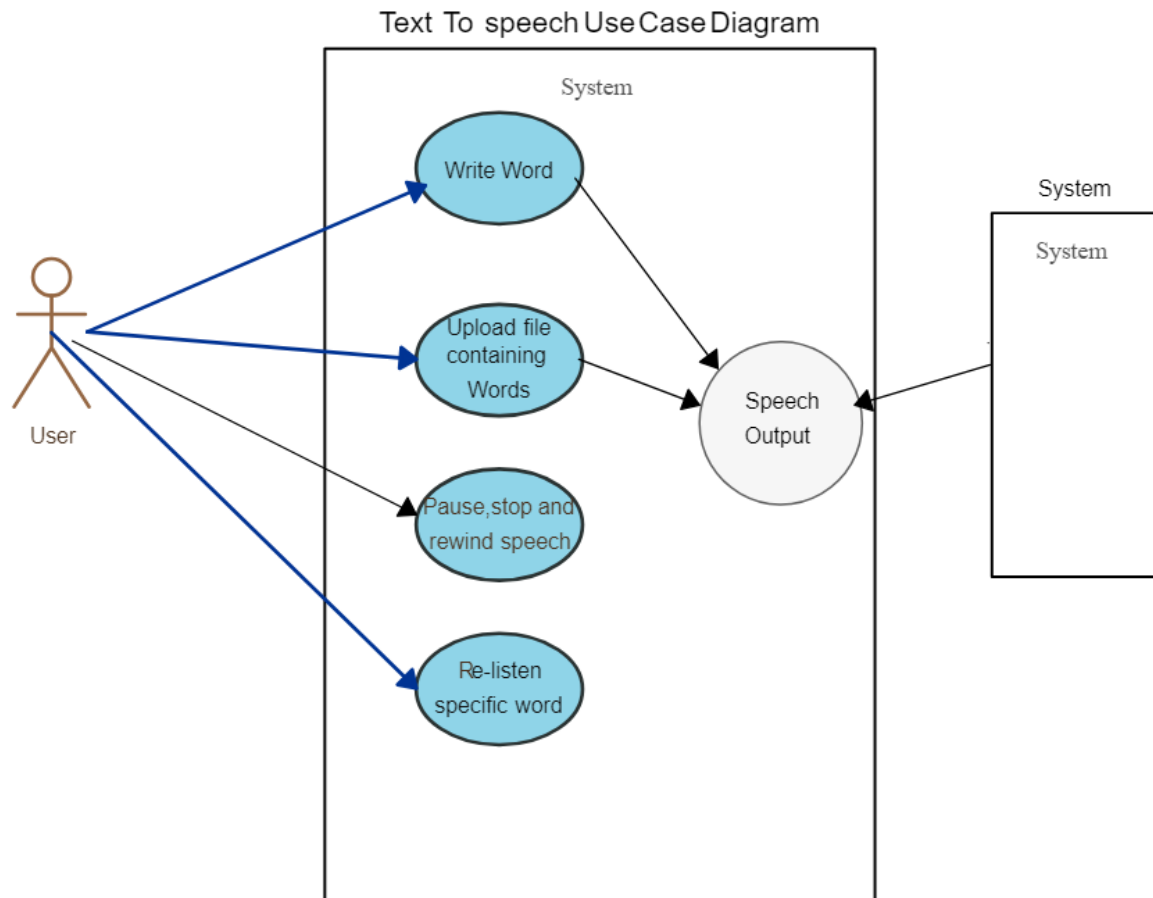 Text To speech Use Case Diagram
System
Write Word
System
System
Upload file
containing
Words
Speech
Output
User
Pause,stop and
rewind speech
Re-listen
specific word